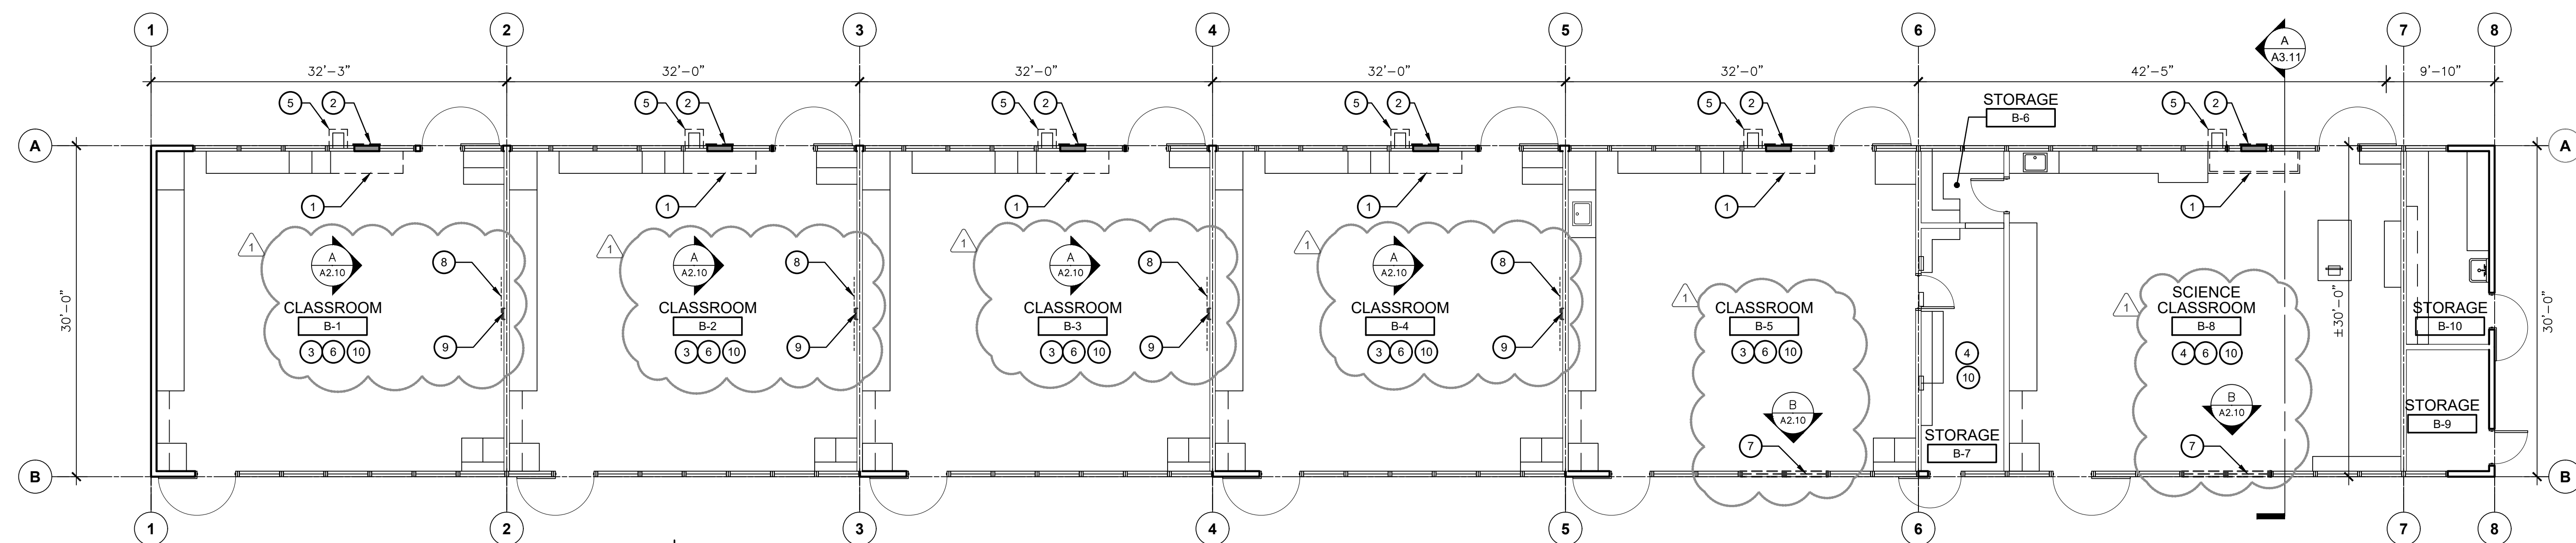 1 2 3 4 5 6 7 8
A
A3.11
32'-3" 32'-0" 32'-0" 32'-0" 32'-0" 42'-5" 9'-10"
5 2 5 2 5 2 5 2 5 2 STORAGE 5 2
B-6
A A
1 1 1 1 1 1
1 A 8 1 A 8 1 A 8 1 A 8
A2.10 A2.10 A2.10 A2.10
30'-0" ±30'-0" 30'-0"
1 1 SCIENCE
CLASSROOM CLASSROOM CLASSROOM CLASSROOM CLASSROOM CLASSROOM STORAGE
B-1 B-2 B-3 B-4 B-5 B-8 B-10
9 9 9 9
3 6 10 3 6 10 3 6 10 3 6 10 3 6 10 4 4 6 10
10
B B STORAGE
A2.10 A2.10 B-9
7 STORAGE 7
B-7
B B
1 2 3 4 5 6 7 8